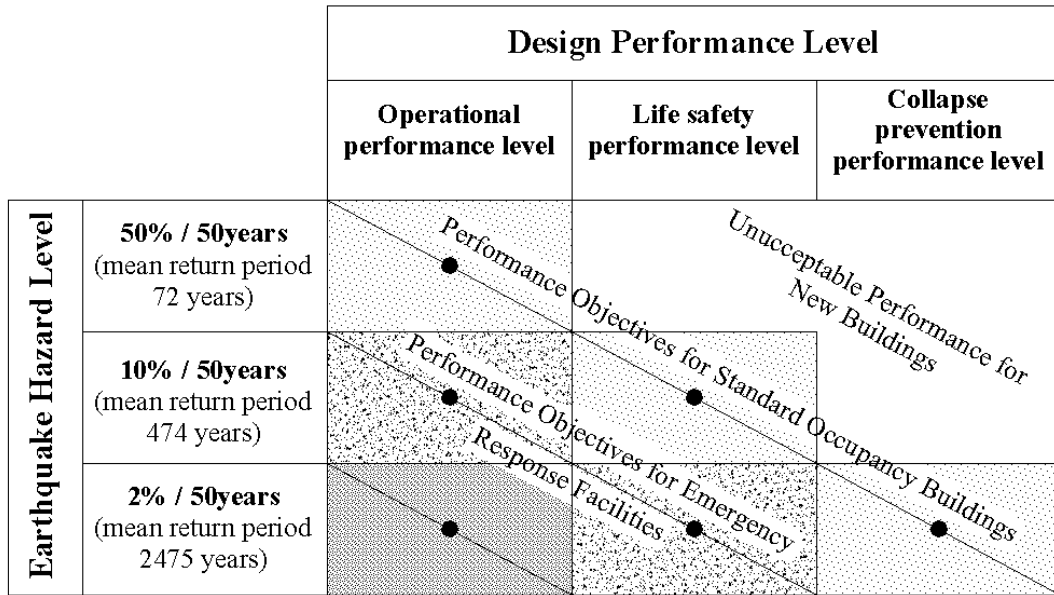 Design Performance Level
Operational
performance level
Life safety
performance level
Collapse
prevention
performance level
Earthquake Hazard Level
50% / 50years
(mean return period
72 years)
10% / 50years
(mean return period
474 years)
2% / 50years
(mean return period
2475 years)
Unucceptable Performance for
New Buildings
Performance Objectives for Standard Occupancy Buildings
Performance Objectives for Emergency
Response Facilities